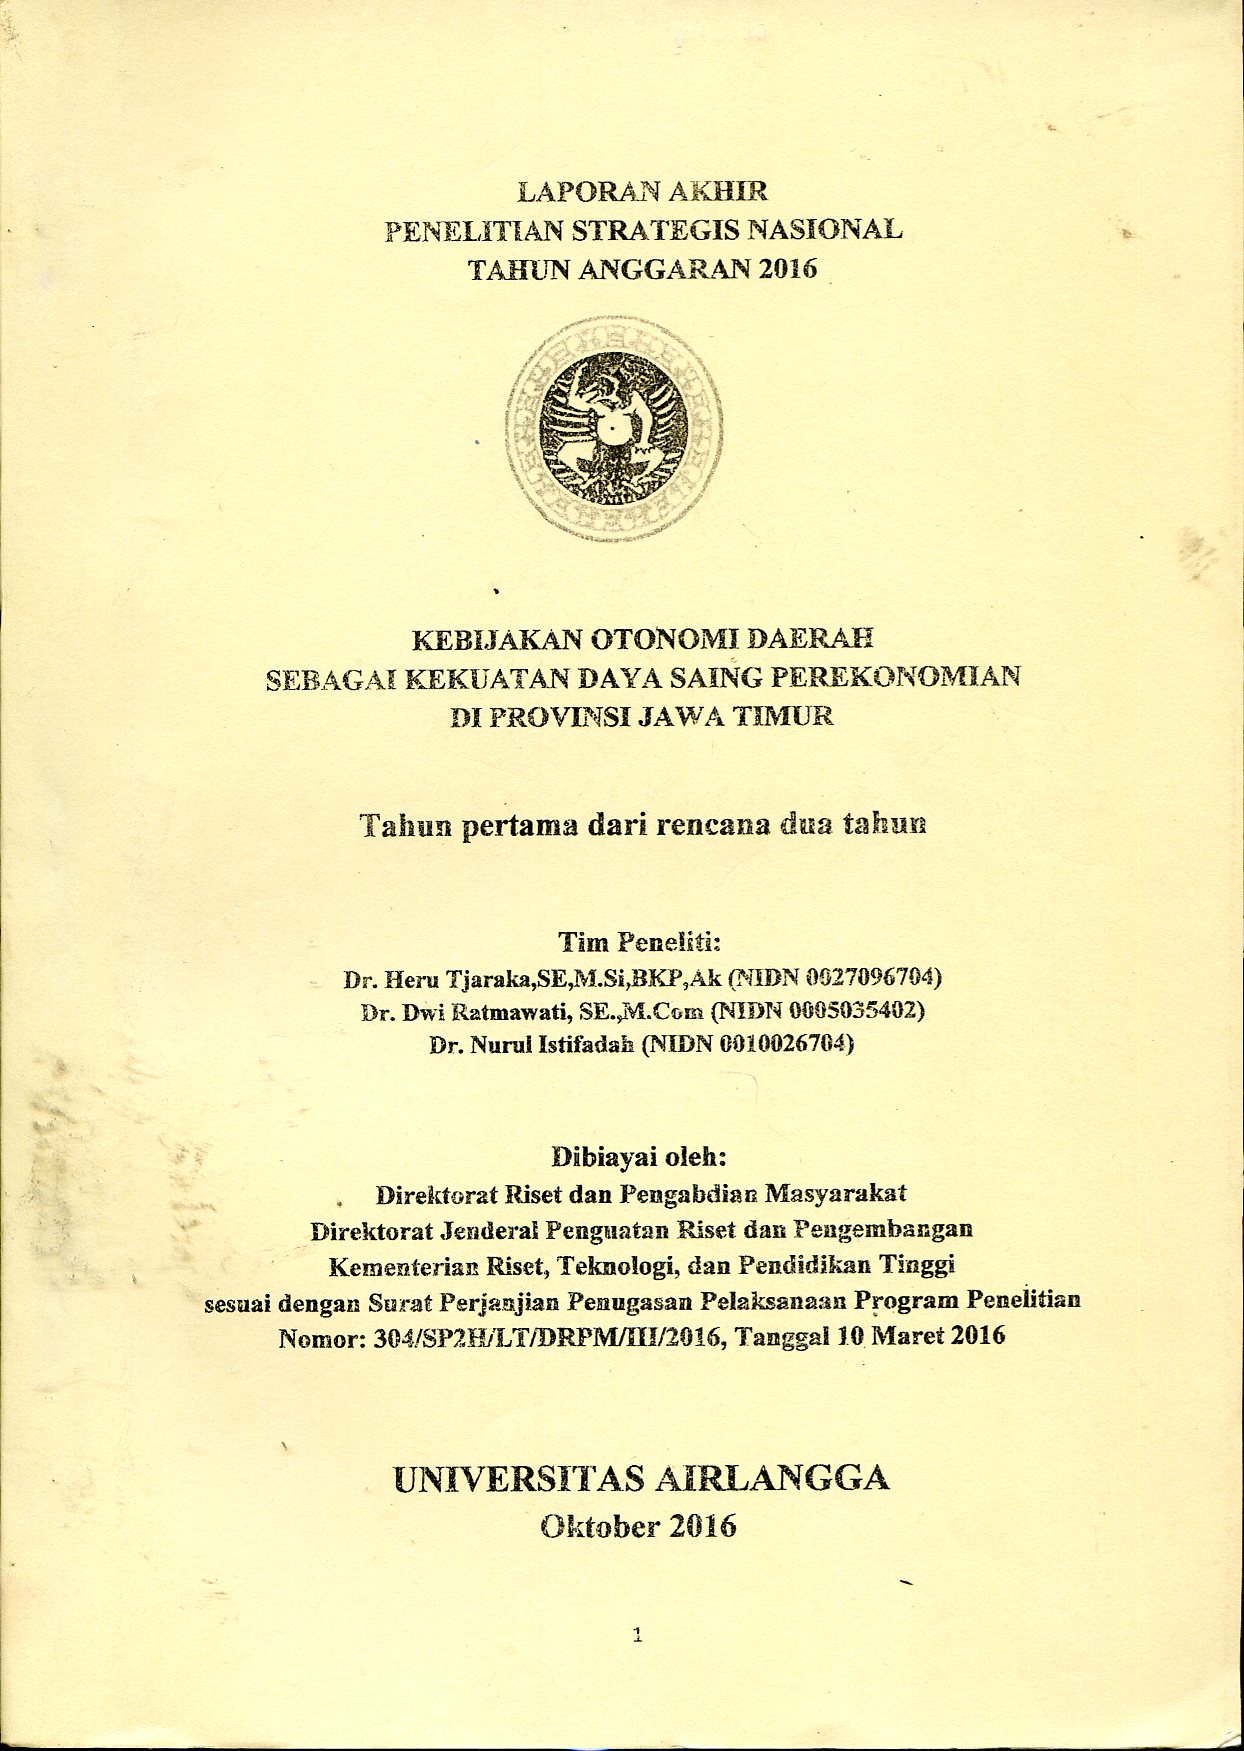 LAPORAN AKHIR
PENELITIAN STRATEGIS NASIONAL
TAHUN ANGGARAN 2016
KEBIJAKAN OTONOMI DAERAH
SEBAGAI KEKUATAN DAYA SAING PEREKONOMIAN
DI PROVINSI JAWA TIMUR
Tahun pertama dari rencana dua tahun
Tim Peneliti:
Dr. Heru Tjaraka,SE,M.Si,BKP,Ak (NIDN 0027096704)
Dr. Dwi Ratmawati, SE.,M.Com (NIDN 0005035402)
Dr. Nurul Istifadah (NIDN 0010026704)
Dibiayai oleh:
Direktorat Riset dan Pengabdian Masyarakat
Direktorat Jenderal Penguatan Riset dan Pengembangan
Kementerian Riset, Teknologi, dan Pendidikan Tinggi
sesuai dengan Surat Perjanjian Penugasan Pelaksanaan Program Penelitian
Nomor: 304/SP2H/LT/DRPM/III/2016, Tanggal 10 Maret 2016
UNIVERSITAS AIRLANGGA
Oktober 2016
1